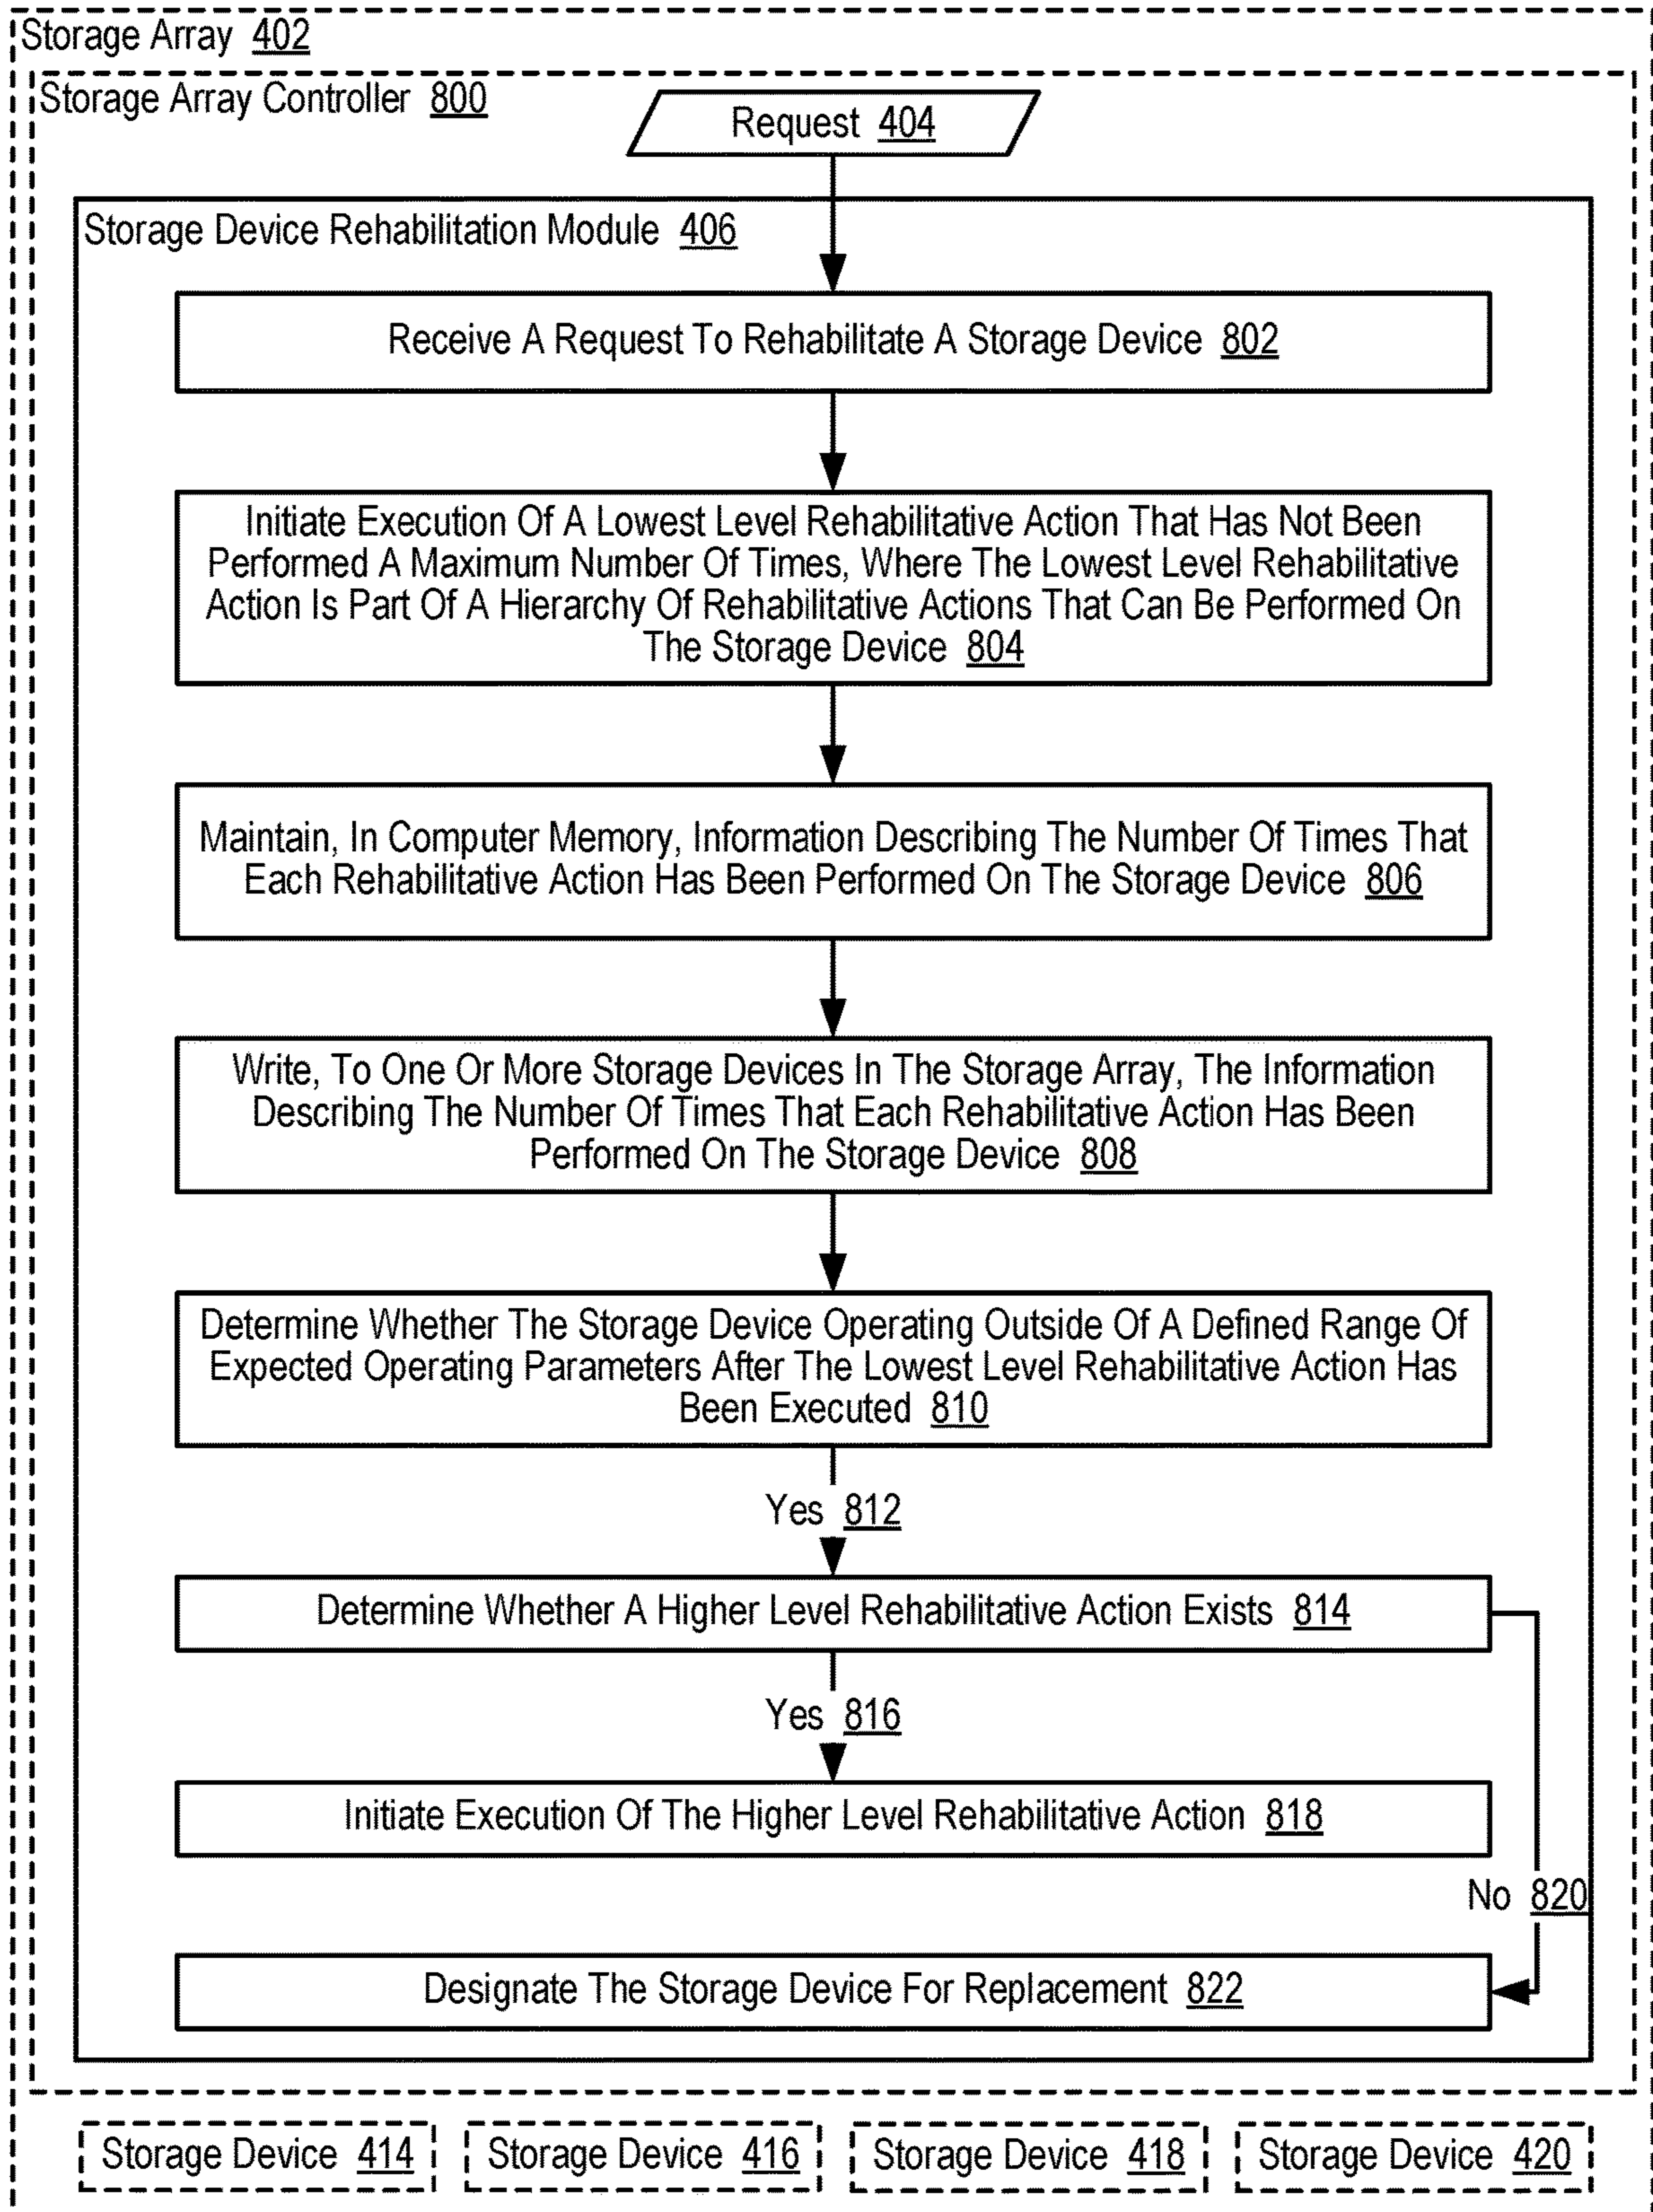 Storage Array 402
Storage Array Controller 800
Request 404
Storage Device Rehabilitation Module 406
Receive A Request To Rehabilitate A Storage Device 802
Initiate Execution Of A Lowest Level Rehabilitative Action That Has Not Been
Performed A Maximum Number Of Times, Where The Lowest Level Rehabilitative
Action Is Part Of A Hierarchy Of Rehabilitative Actions That Can Be Performed On
The Storage Device 804
Maintain, In Computer Memory, Information Describing The Number Of Times That
Each Rehabilitative Action Has Been Performed On The Storage Device 806
Write, To One Or More Storage Devices In The Storage Array, The Information
Describing The Number Of Times That Each Rehabilitative Action Has Been
Performed On The Storage Device 808
Determine Whether The Storage Device Operating Outside Of A Defined Range Of
Expected Operating Parameters After The Lowest Level Rehabilitative Action Has
Been Executed 810
Yes 812
Determine Whether A Higher Level Rehabilitative Action Exists 814
Yes 816
Initiate Execution Of The Higher Level Rehabilitative Action 818
No 820
Designate The Storage Device For Replacement 822
Storage Device 414
Storage Device 416
Storage Device 418
Storage Device 420